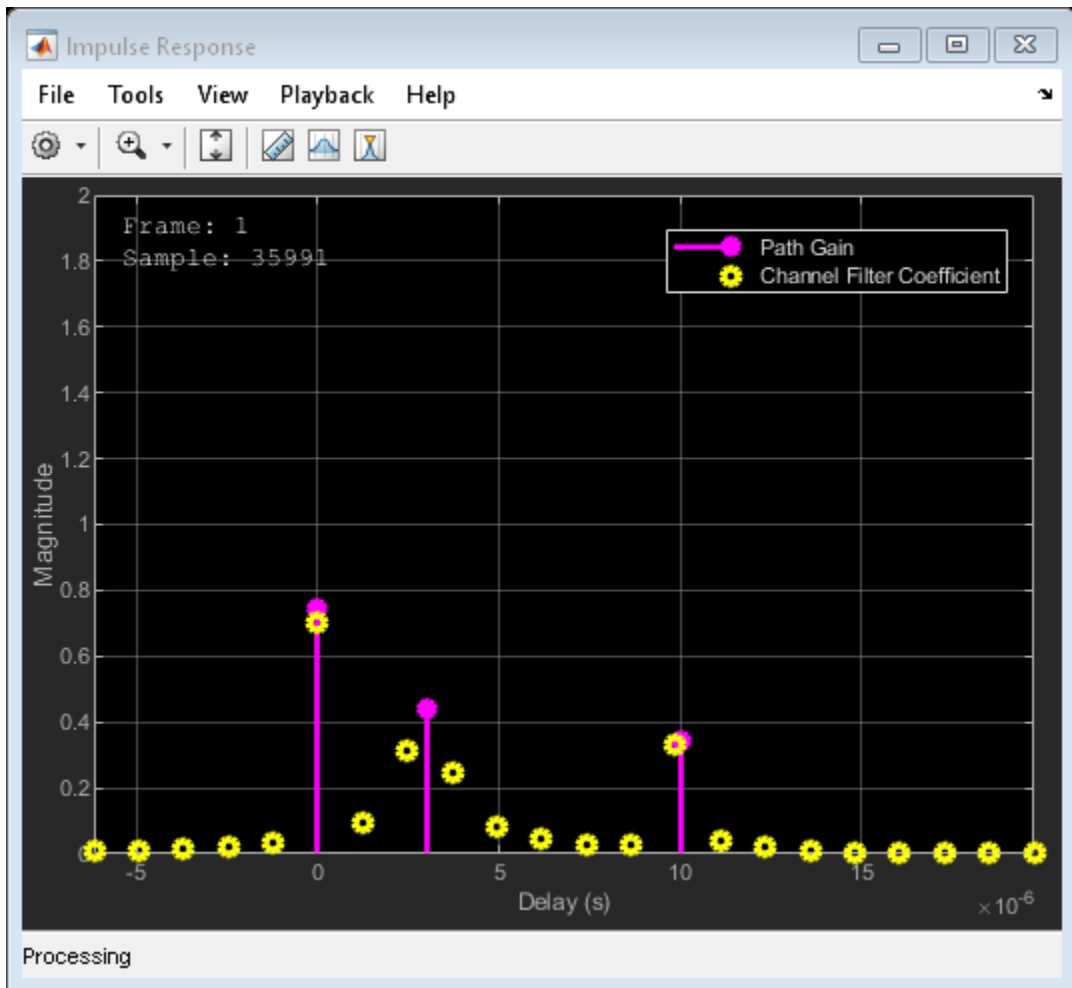 Impulse Response
File Tools View Playback Help
Frame: 1
Sample: 35991
Path Gain
Channel Filter Coefficient
2
1.8
1.6
1.4
1.2
1
0.8
0.6
0.4
0.2
0
Magnitude
-5 0 5 10 15
Delay (s)
×10^-6
Processing